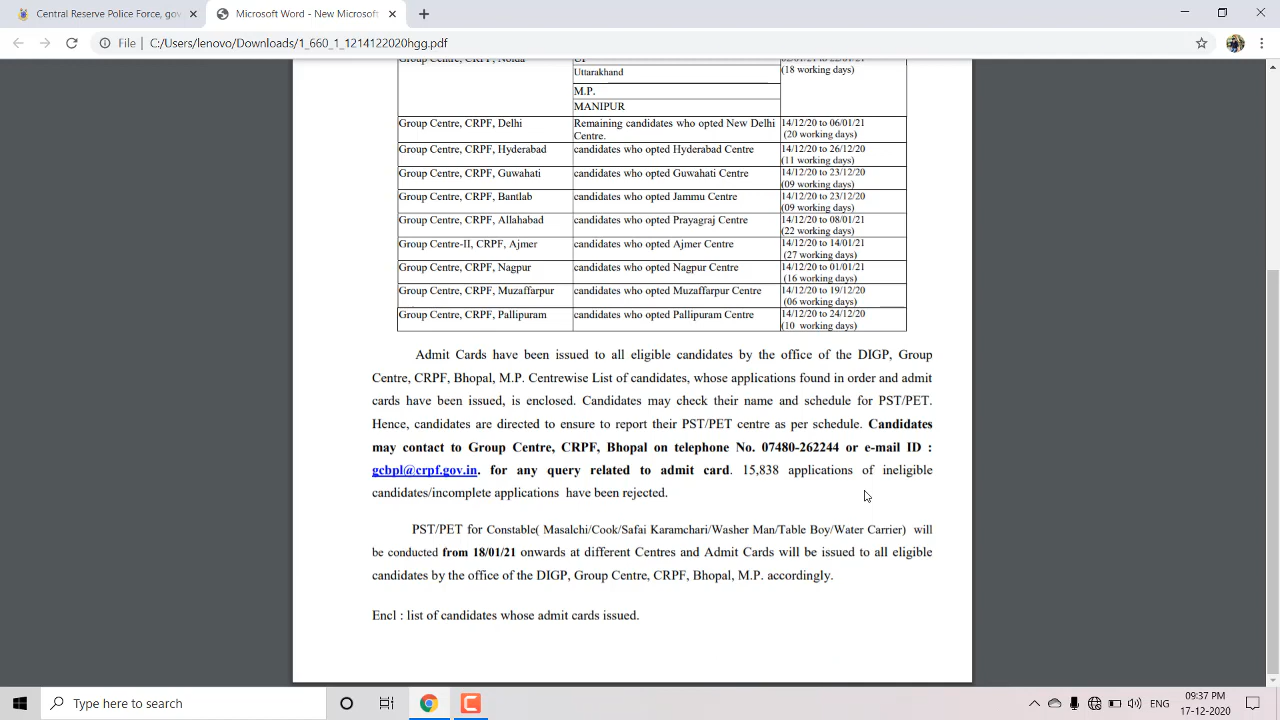 Central Reserve Police Force, gov
Microsoft Word - New Microsoft
File
C:/Users/lenovo/Downloads/1_660_1_1214122020hgg.pdf
Group Centre, CRPF, Noida
UP
Uttarakhand
(18 working days)
M.P.
MANIPUR
Group Centre, CRPF, Delhi
Remaining candidates who opted New Delhi
Centre.
14/12/20 to 06/01/21
(20 working days)
Group Centre, CRPF, Hyderabad
candidates who opted Hyderabad Centre
14/12/20 to 26/12/20
(11 working days)
Group Centre, CRPF, Guwahati
candidates who opted Guwahati Centre
14/12/20 to 23/12/20
(09 working days)
Group Centre, CRPF, Bantlab
candidates who opted Jammu Centre
14/12/20 to 23/12/20
(09 working days)
Group Centre, CRPF, Allahabad
candidates who opted Prayagraj Centre
14/12/20 to 08/01/21
(22 working days)
Group Centre-II, CRPF, Ajmer
candidates who opted Ajmer Centre
14/12/20 to 14/01/21
(27 working days)
Group Centre, CRPF, Nagpur
candidates who opted Nagpur Centre
14/12/20 to 01/01/21
(16 working days)
Group Centre, CRPF, Muzaffarpur
candidates who opted Muzaffarpur Centre
14/12/20 to 19/12/20
(06 working days)
Group Centre, CRPF, Pallipuram
candidates who opted Pallipuram Centre
14/12/20 to 24/12/20
(10 working days)
Admit Cards have been issued to all eligible candidates by the office of the DIGP, Group
Centre, CRPF, Bhopal, M.P. Centrewise List of candidates, whose applications found in order and admit
cards have been issued, is enclosed. Candidates may check their name and schedule for PST/PET.
Hence, candidates are directed to ensure to report their PST/PET centre as per schedule. Candidates
may contact to Group Centre, CRPF, Bhopal on telephone No. 07480-262244 or e-mail ID :
gcbpl@crpf.gov.in. for any query related to admit card. 15,838 applications of ineligible
candidates/incomplete applications have been rejected.
PST/PET for Constable( Masalchi/Cook/Safai Karamchari/Washer Man/Table Boy/Water Carrier) will
be conducted from 18/01/21 onwards at different Centres and Admit Cards will be issued to all eligible
candidates by the office of the DIGP, Group Centre, CRPF, Bhopal, M.P. accordingly.
Encl : list of candidates whose admit cards issued.
Type here to search
ENG
09:37 PM
17-12-2020